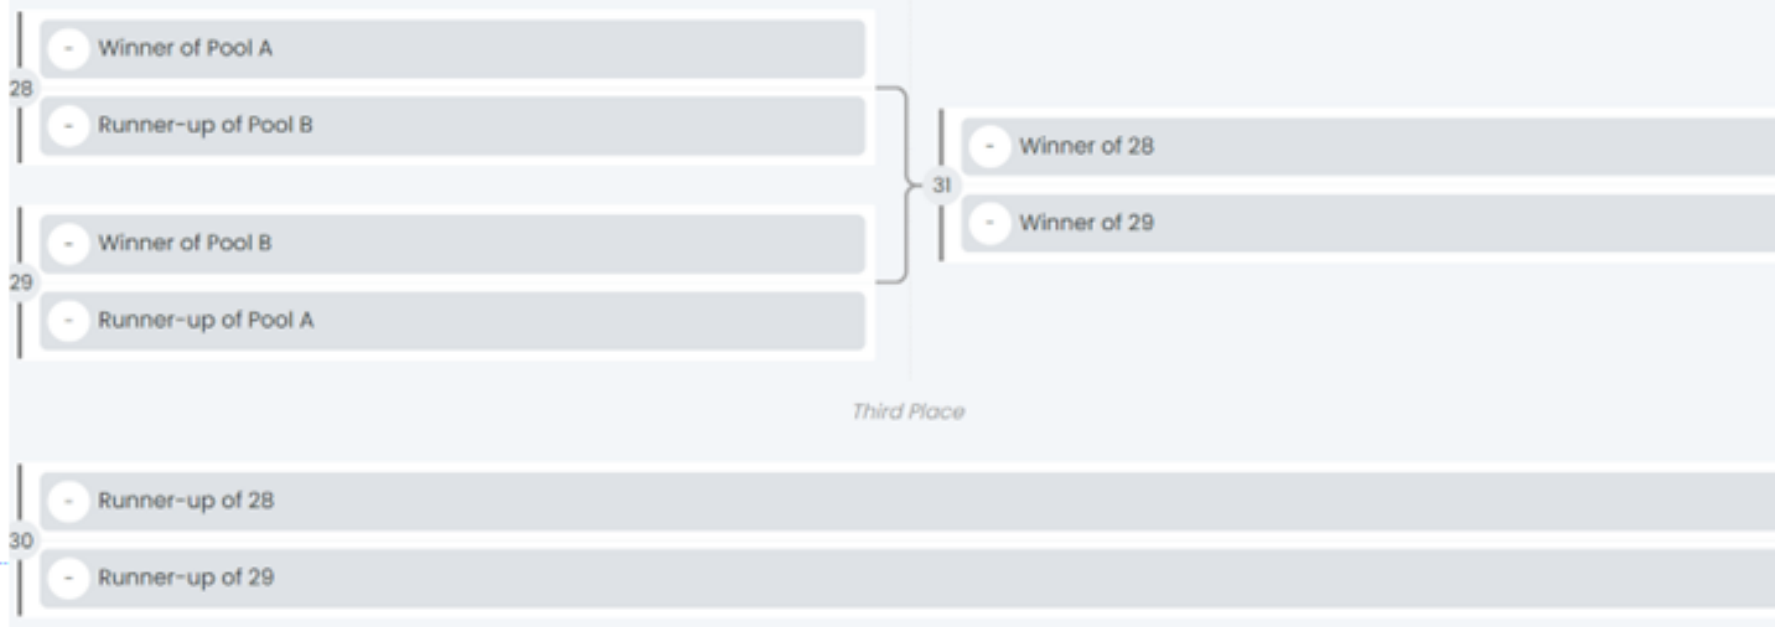 Winner of Pool A
28
Runner-up of Pool B
Winner of Pool B
29
Runner-up of Pool A
Winner of 28
31
Winner of 29
Third Place
Runner-up of 28
30
Runner-up of 29